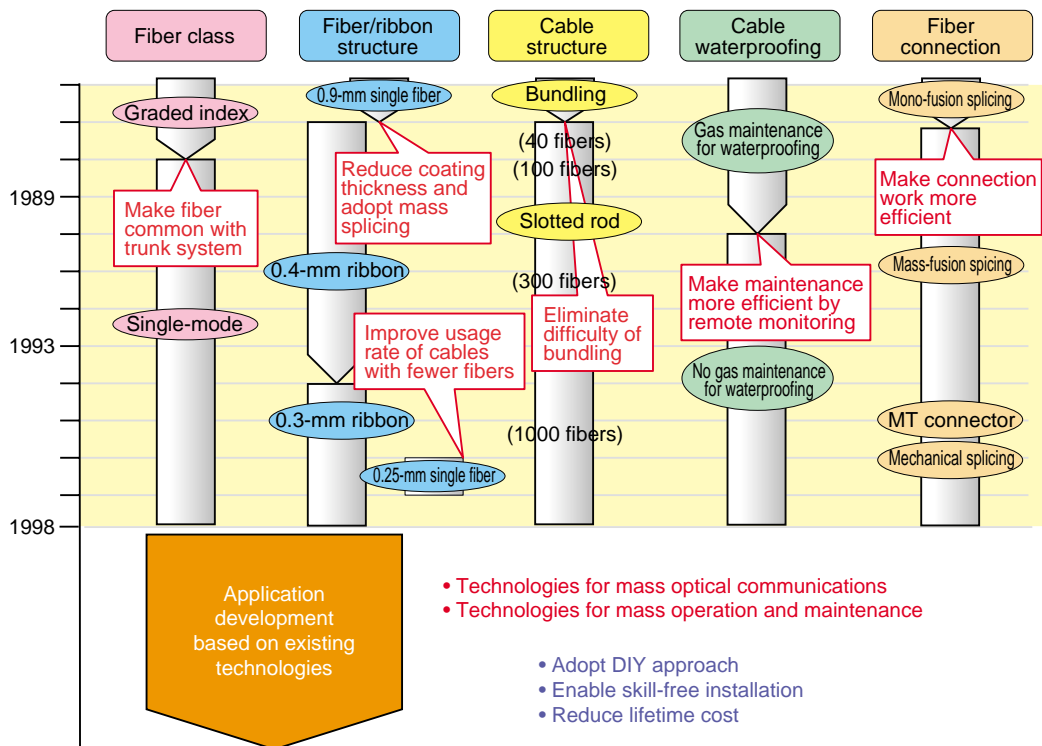 Fiber class
Fiber/ribbon
structure
Cable
structure
Cable
waterproofing
Fiber
connection
Graded index
0.9-mm single fiber
Bundling
Mono-fusion splicing
(40 fibers)
(100 fibers)
Gas maintenance
for waterproofing
Reduce coating
thickness and
adopt mass
splicing
Make connection
work more
efficient
1989
Make fiber
common with
trunk system
Slotted rod
0.4-mm ribbon
Mass-fusion spicing
(300 fibers)
Make maintenance
more efficient by
remote monitoring
Single-mode
Improve usage
rate of cables
with fewer fibers
Eliminate
difficulty of
bundling
1993
No gas maintenance
for waterproofing
0.3-mm ribbon
(1000 fibers)
MT connector
0.25-mm single fiber
Mechanical splicing
1998
Application
development
based on existing
technologies
• Technologies for mass optical communications
• Technologies for mass operation and maintenance
• Adopt DIY approach
• Enable skill-free installation
• Reduce lifetime cost